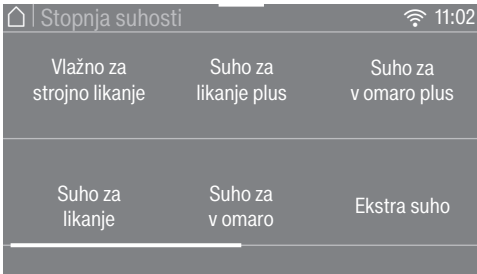 Stopnja suhosti 11:02
Vlažno za
strojno likanje
Suho za
likanje plus
Suho za
v omaro plus
Suho za
likanje
Suho za
v omaro
Ekstra suho